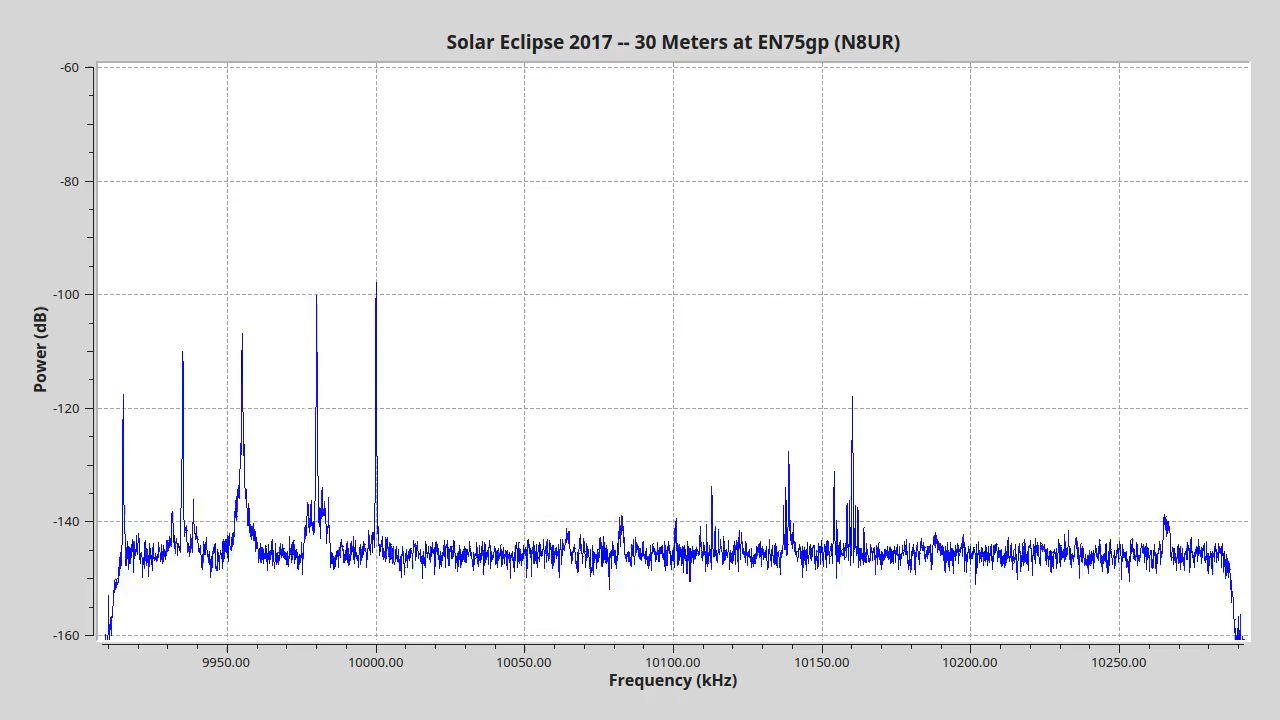 Solar Eclipse 2017 -- 30 Meters at EN75gp (N8UR)
-60
-80
-100
-120
-140
-160
Power (dB)
9950.00 10000.00 10050.00 10100.00 10150.00 10200.00 10250.00
Frequency (kHz)